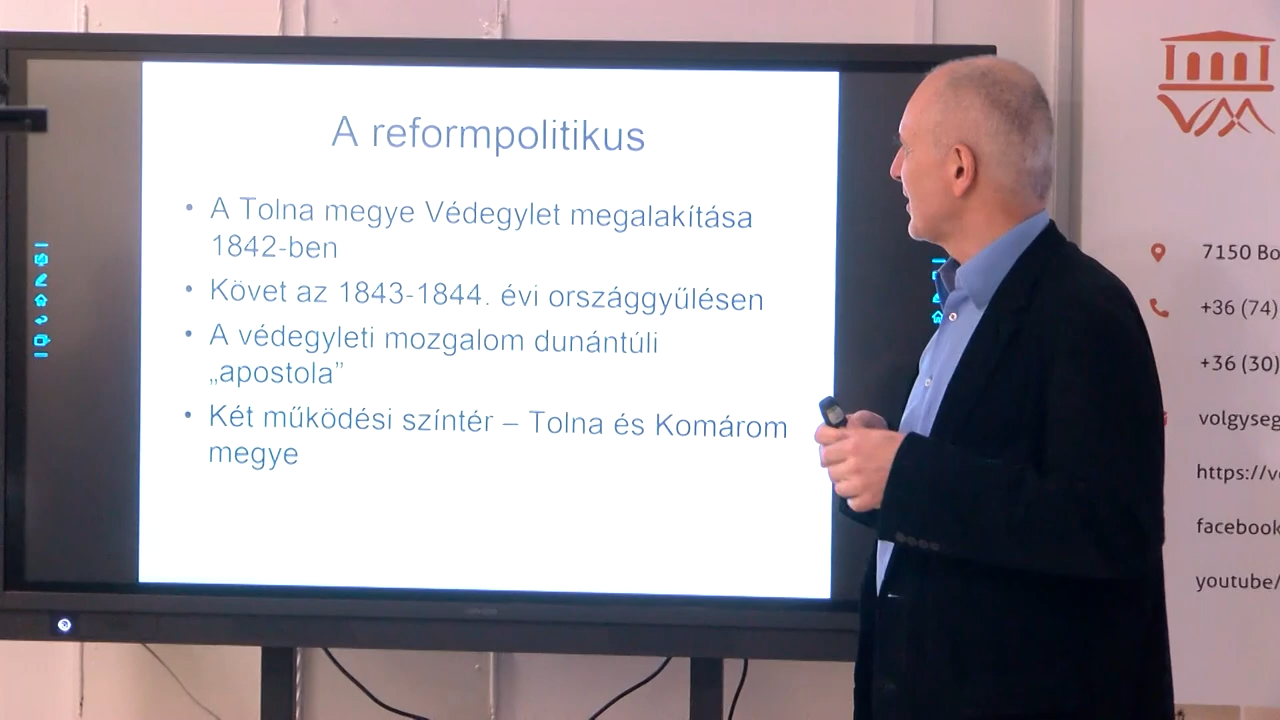 A reformpolitikus
• A Tolna megye Védegylet megalakítása
1842-ben
• Követ az 1843-1844. évi országgyűlésen
• A védegyleti mozgalom dunántúli
„apostola”
• Két működési színtér – Tolna és Komárom
megye
VM
7150 Bo
+36 (74)
+36 (30)
volgyseg
https://v
facebook
youtube/